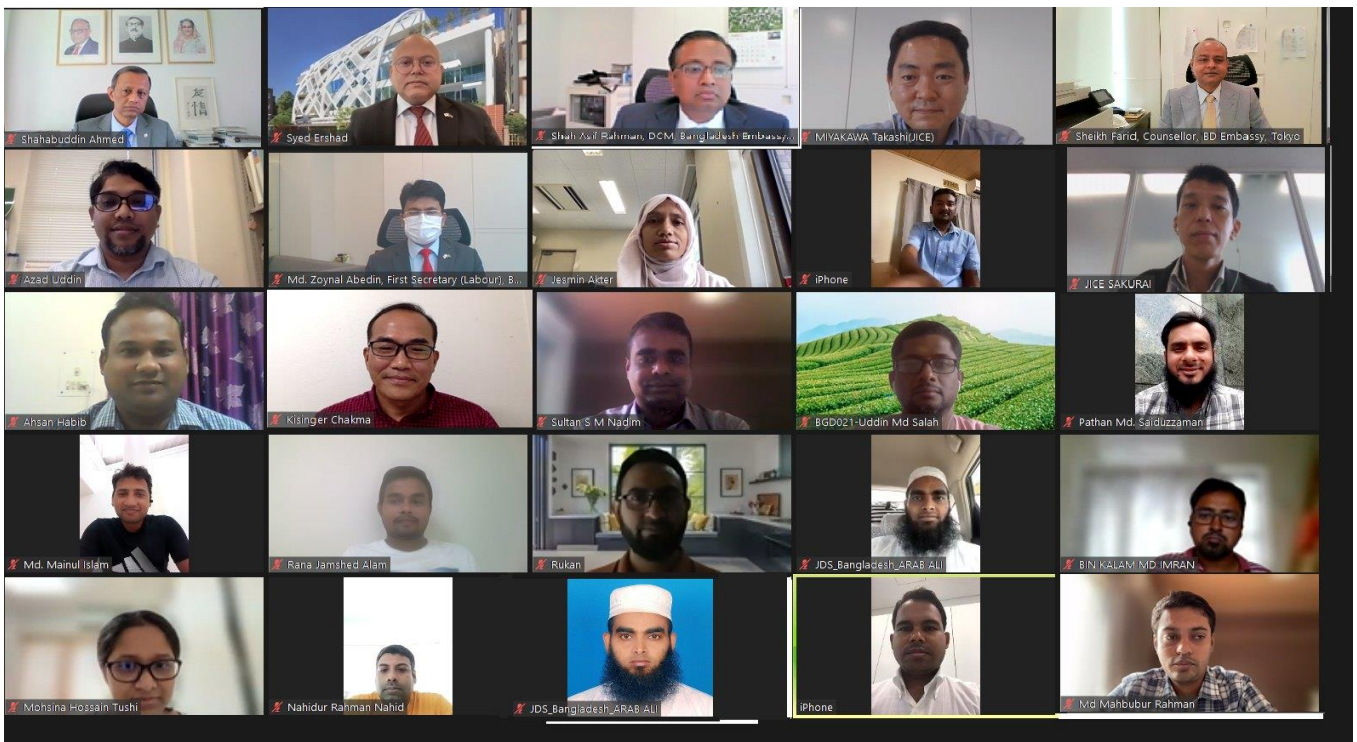 Shahabuddin Ahmed
Syed Ershad
Shah Asif Rahman, DCM, Bangladesh Embassy...
MIYAKAWA Takashi(JICE)
Sheikh Farid, Counsellor, BD Embassy, Tokyo
Azad Uddin
Md. Zoynal Abedin, First Secretary (Labour), B...
Jesmin Akter
iPhone
JICE SAKURAI
Ahsan Habib
Kisinger Chakma
Sultan S M Nadim
BGD021-Uddin Md Salah
Pathan Md. Saiduzzaman
Md. Mainul Islam
Rana Jamshed Alam
Rukan
JDS_Bangladesh_ARAB ALI
BIN KALAM MD IMRAN
Mohsina Hossain Tushi
Nahidur Rahman Nahid
JDS_Bangladesh_ARAB ALI
iPhone
Md Mahbubur Rahman